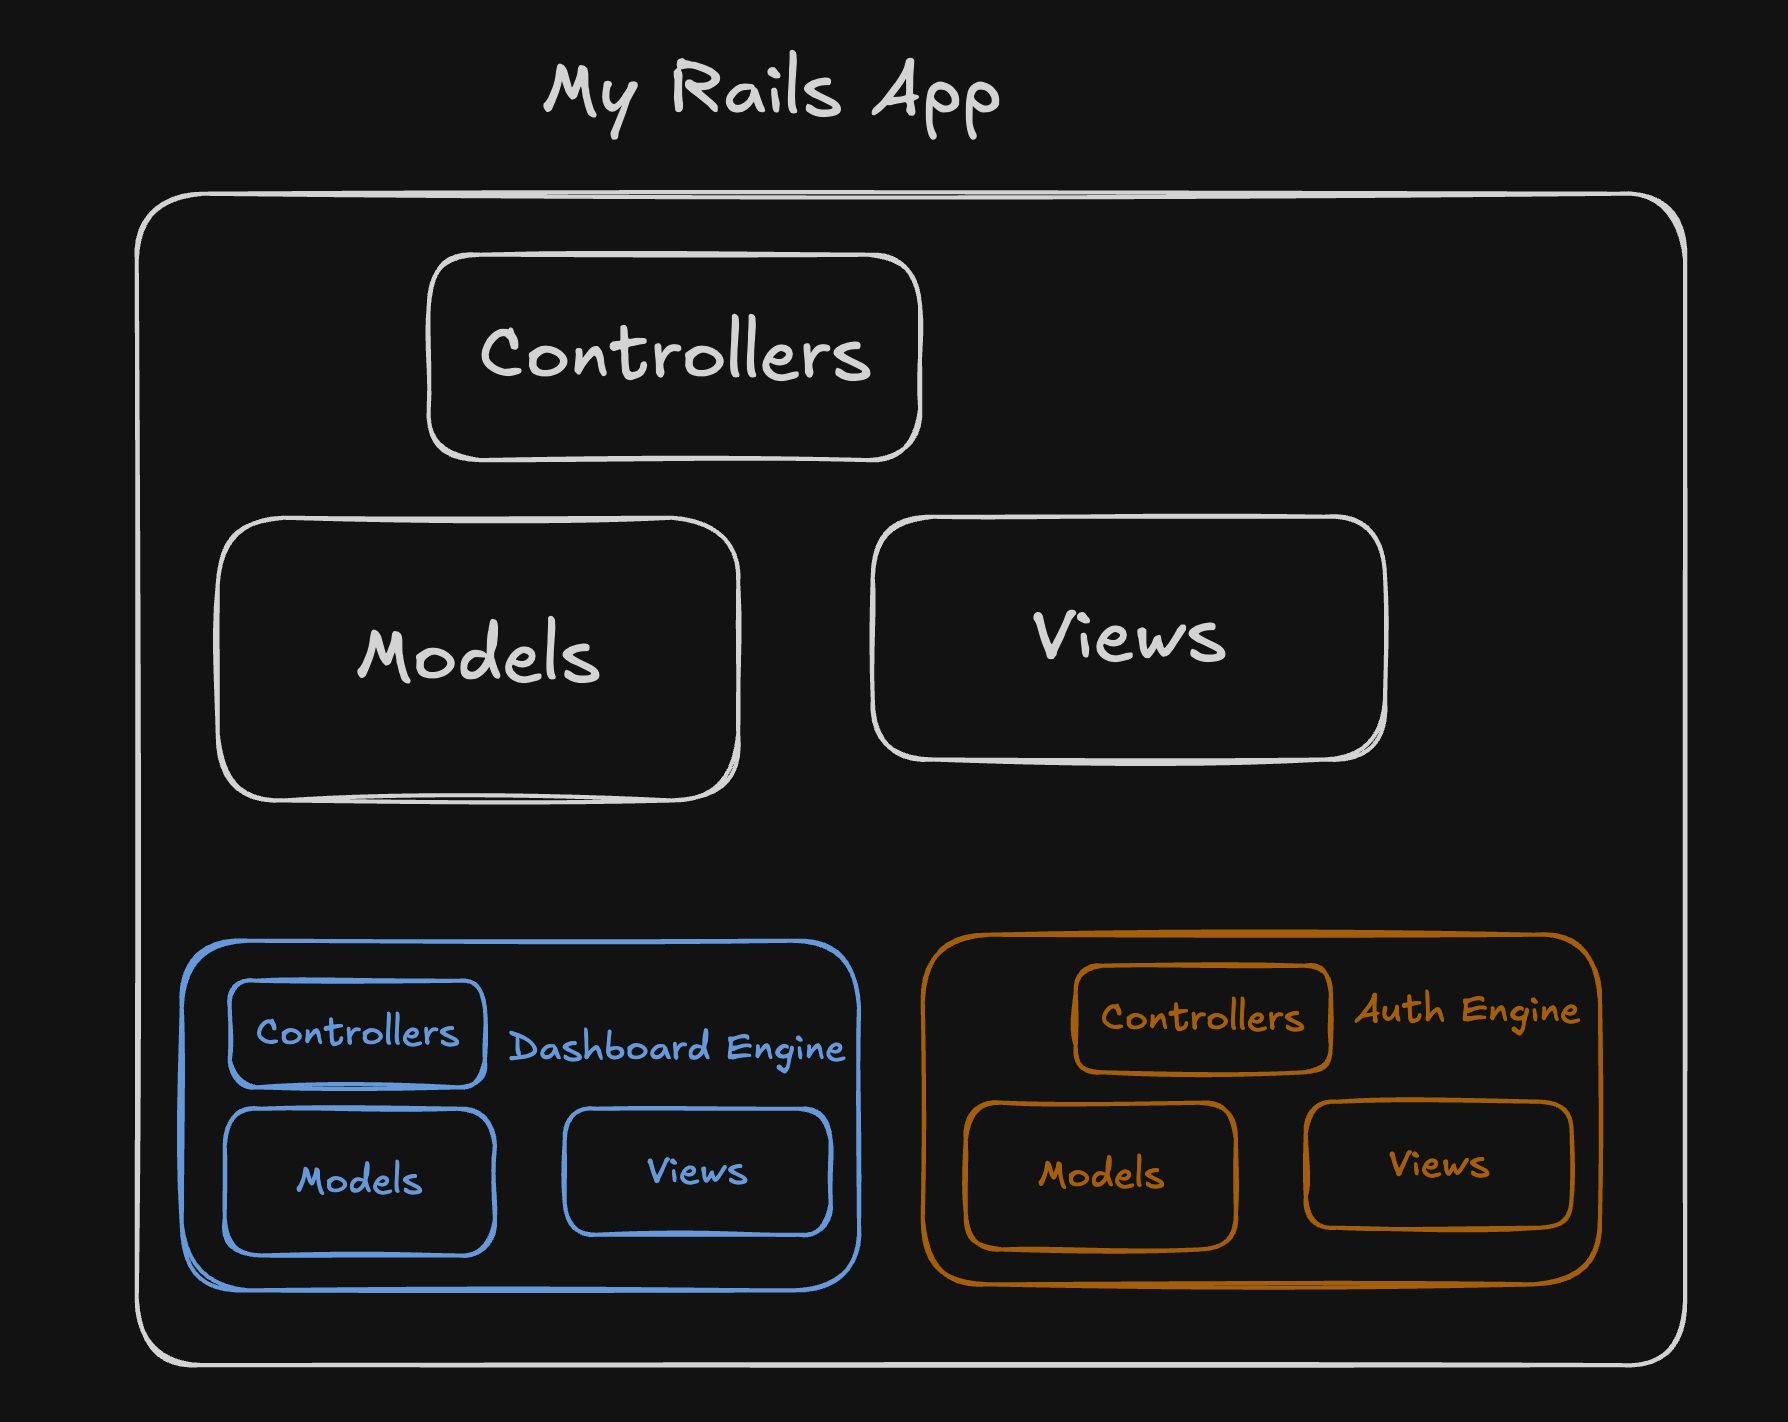 My Rails App
Controllers
Models
Views
Controllers
Dashboard Engine
Models
Views
Controllers
Auth Engine
Models
Views